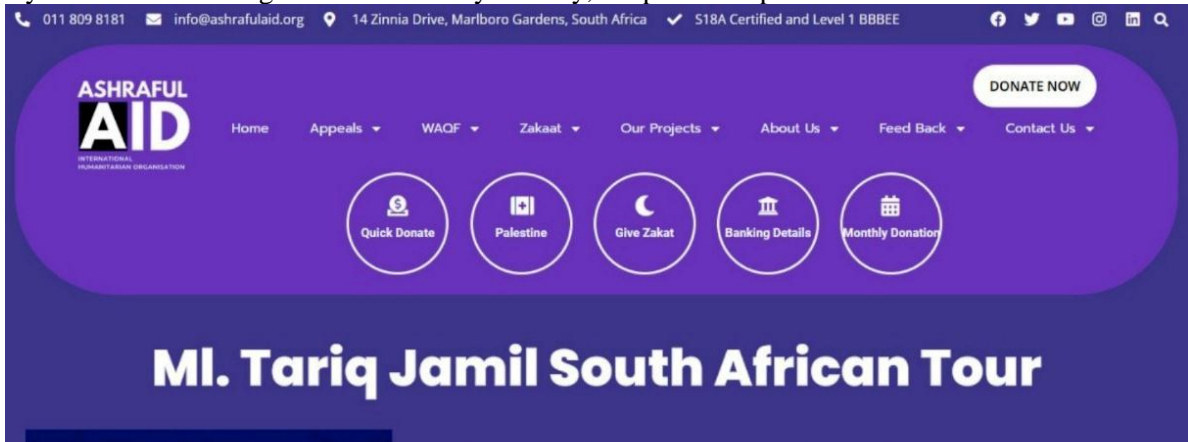 011 809 8181 info@ashrafulaid.org 14 Zinnia Drive, Marlboro Gardens, South Africa S18A Certified and Level 1 BBBEE
DONATE NOW
ASHRAFUL
AID
INTERNATIONAL
HUMANITARIAN ORGANISATION
Home Appeals WAQF Zakaat Our Projects About Us Feed Back Contact Us
Quick Donate Palestine Give Zakat Banking Details Monthly Donation
Ml. Tariq Jamil South African Tour